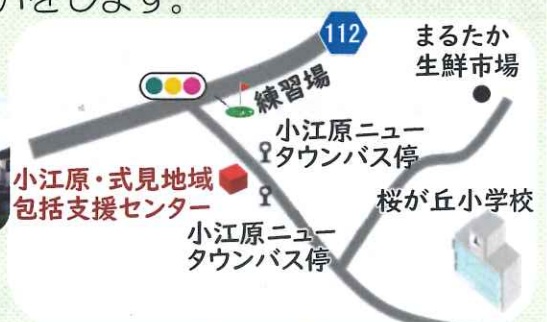 いをします。
112
まるたか
生鮮市場
練習場
小江原ニュー
タウンバス停
小江原・式見地域
包括支援センター
桜が丘小学校
小江原ニュー
タウンバス停